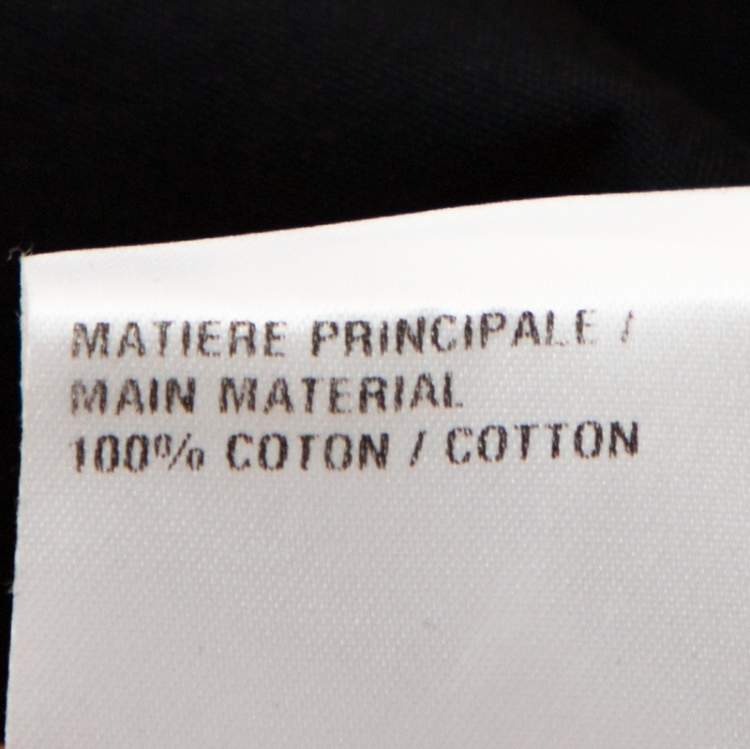 MATIERE PRINCIPALE /
MAIN MATERIAL
100% COTON / COTTON